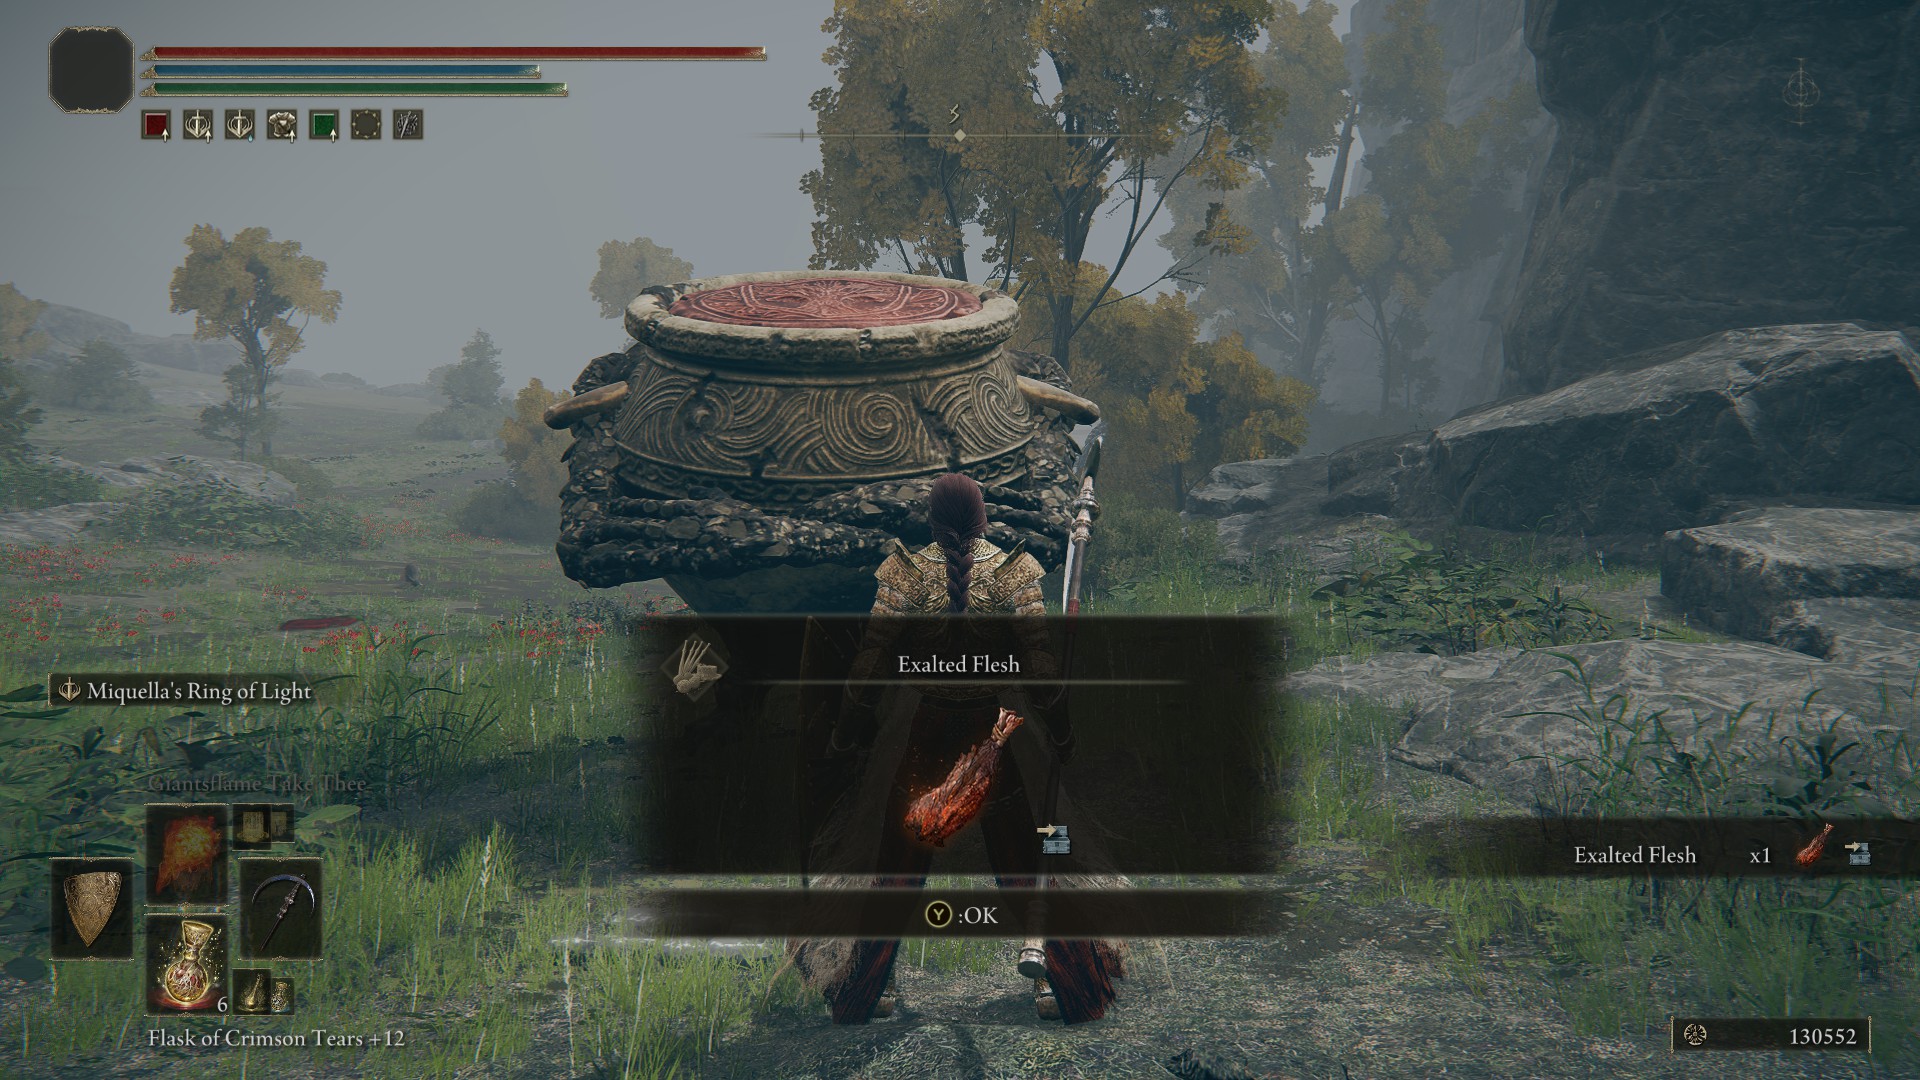 S
Miquella's Ring of Light
Giantsflame Take Thee
6
Flask of Crimson Tears +12
Exalted Flesh
Y :OK
Exalted Flesh x1
130552